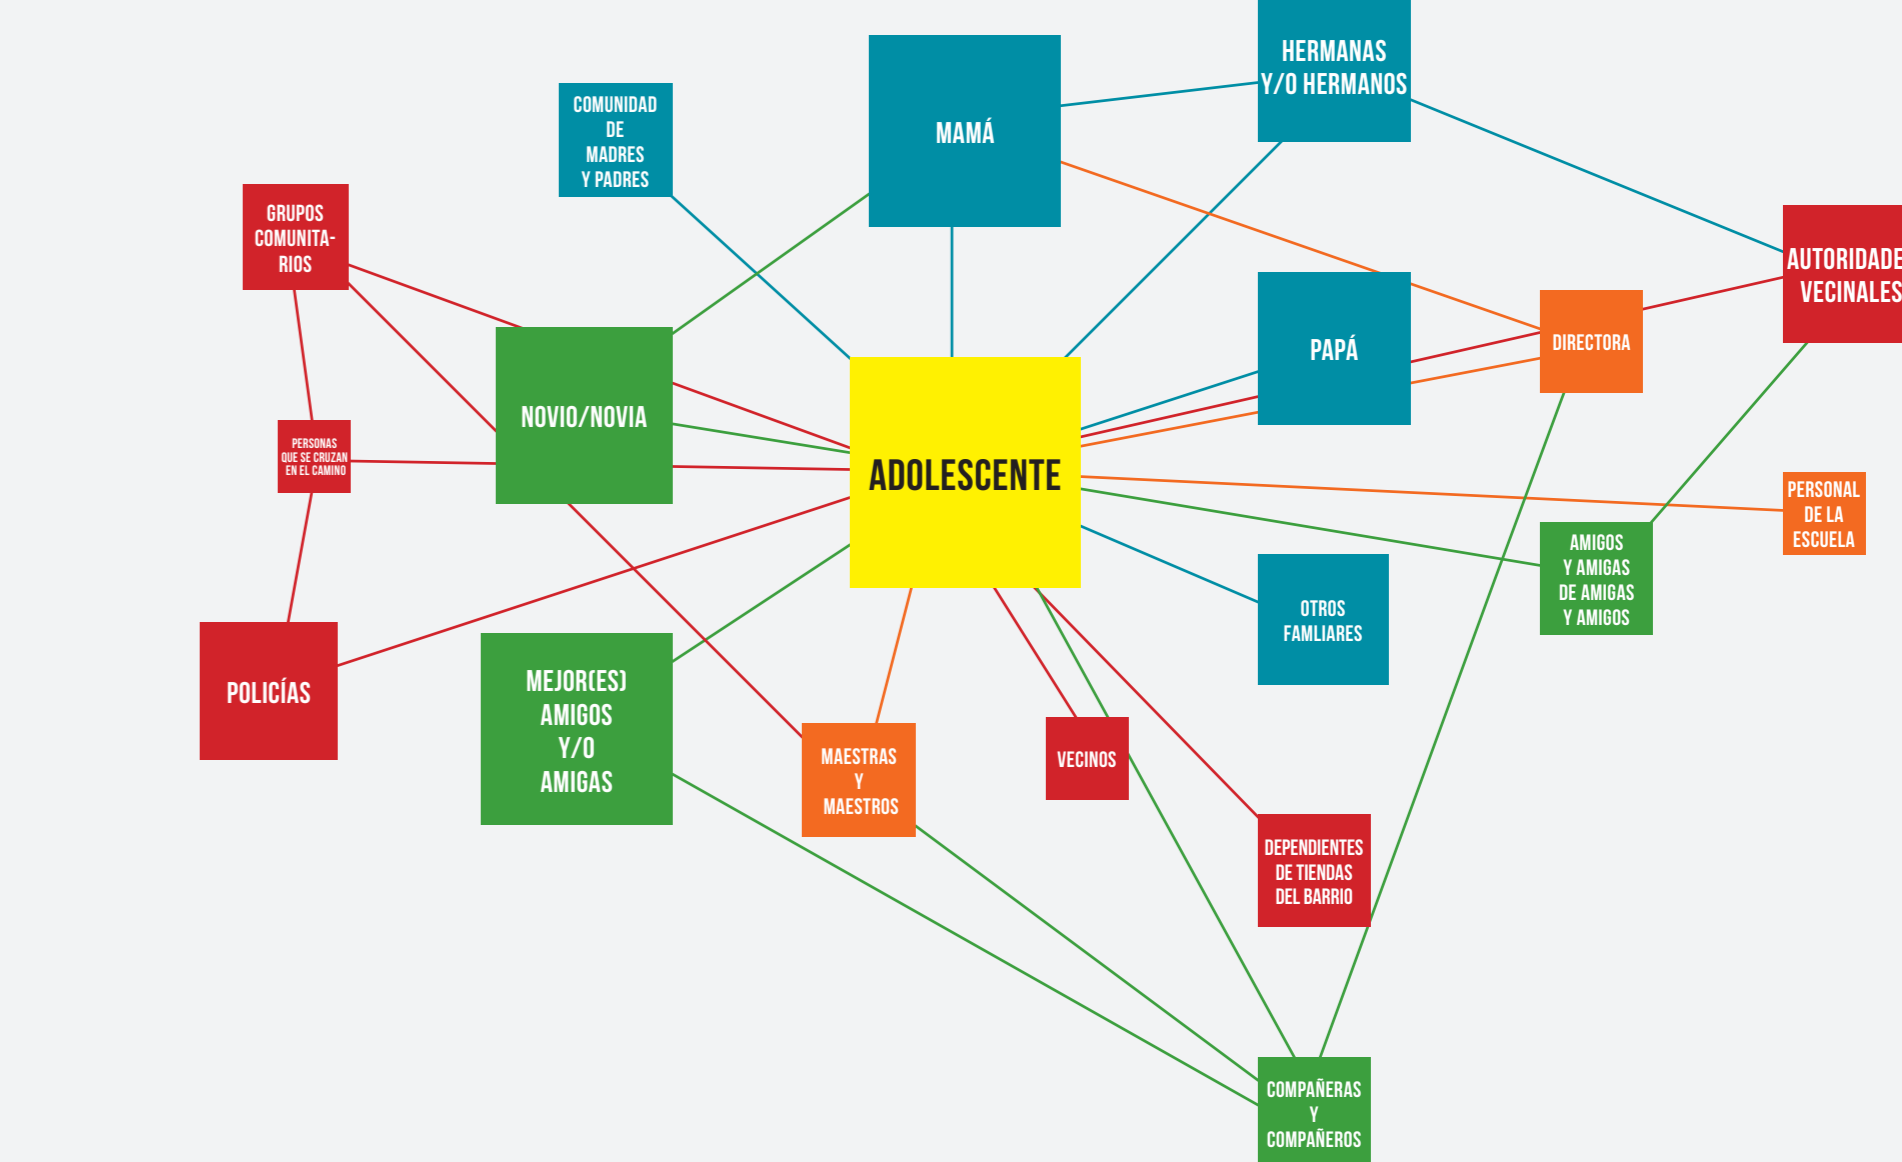 HERMANAS
Y/O HERMANOS
MAMÁ
COMUNIDAD
DE
MADRES
Y PADRES
GRUPOS
COMUNITA-
RIOS
AUTORIDADE
VECINALES
NOVIO/NOVIA
PAPÁ
DIRECTORA
PERSONAS
QUE SE CRUZAN
EN EL CAMINO
ADOLESCENTE
PERSONAL
DE LA
ESCUELA
AMIGOS
Y AMIGAS
DE AMIGAS
Y AMIGOS
OTROS
FAMLIARES
POLICÍAS
MEJOR(ES)
AMIGOS
Y/O
AMIGAS
MAESTRAS
Y
MAESTROS
VECINOS
DEPENDIENTES
DE TIENDAS
DEL BARRIO
COMPAÑERAS
Y
COMPAÑEROS